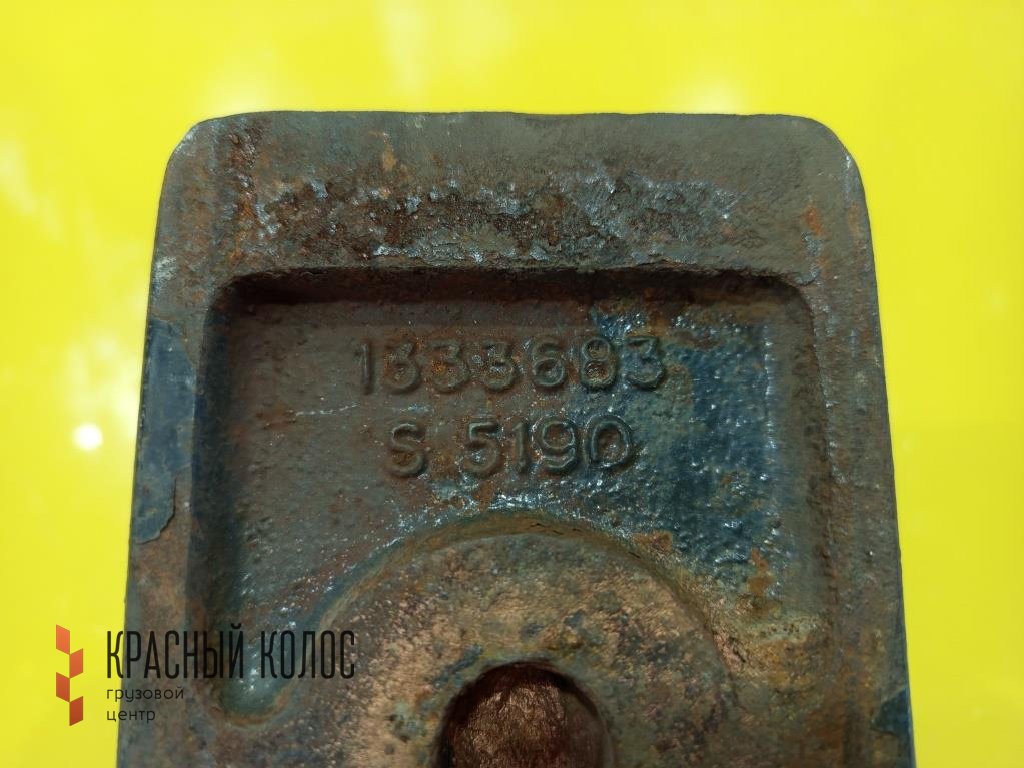 1333683
S 5190
КРАСНЫЙ КОЛОС
грузовой
центр